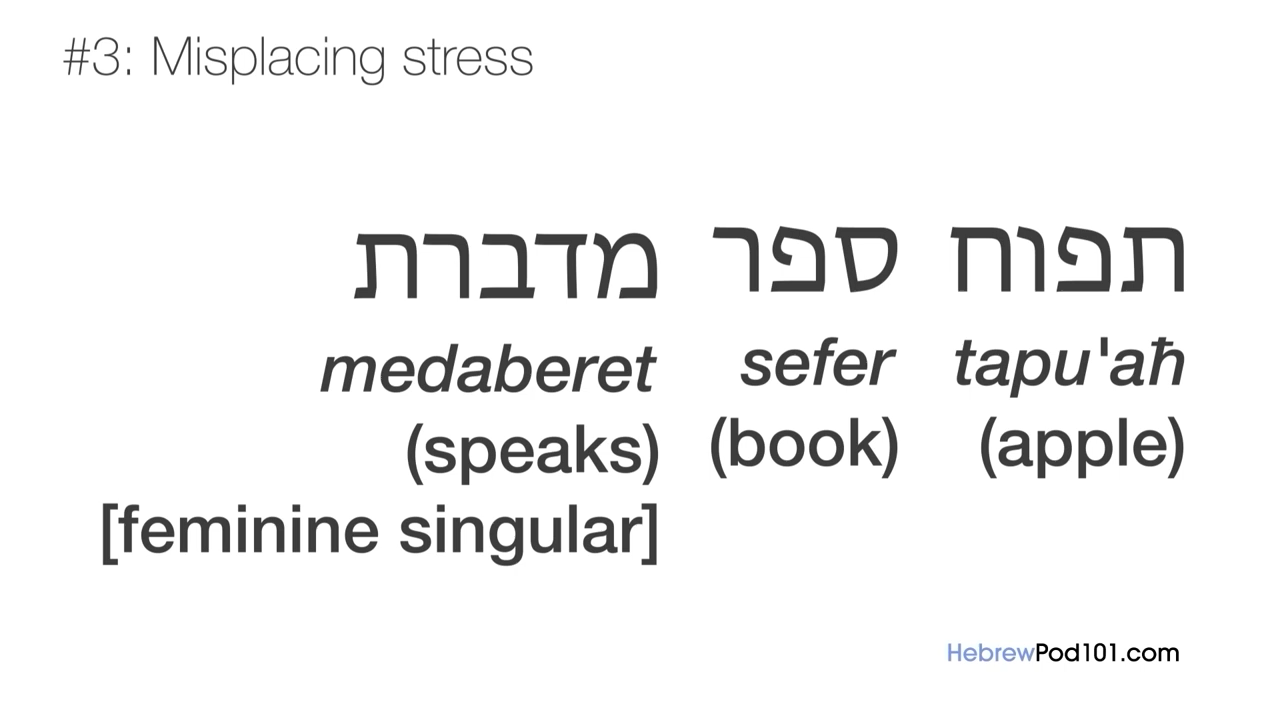 #3: Misplacing stress
תפוח ספר מדברת
medaberet sefer tapu'aħ
(speaks) (book) (apple)
[feminine singular]
HebrewPod101.com